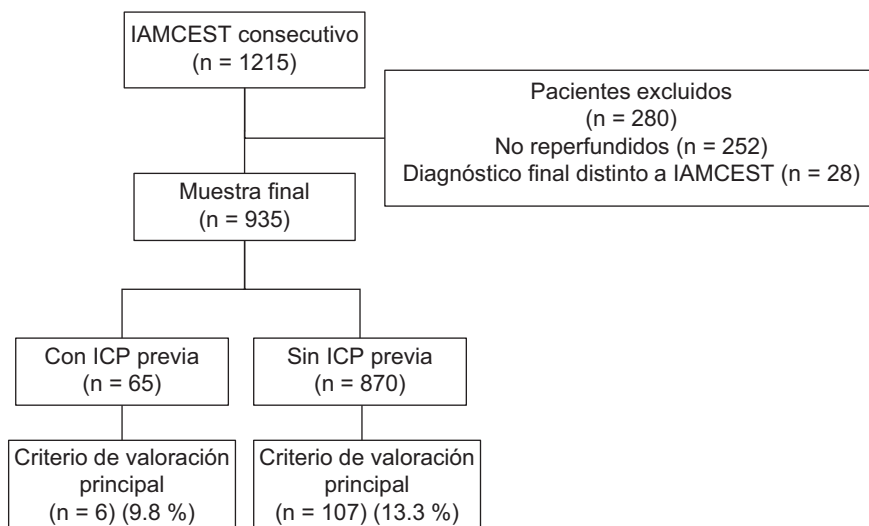 IAMCEST consecutivo
(n = 1215)
Pacientes excluidos
(n = 280)
No reperfundidos (n = 252)
Diagnóstico final distinto a IAMCEST (n = 28)
Muestra final
(n = 935)
Con ICP previa
(n = 65)
Sin ICP previa
(n = 870)
Criterio de valoración
principal
(n = 6) (9.8 %)
Criterio de valoración
principal
(n = 107) (13.3 %)